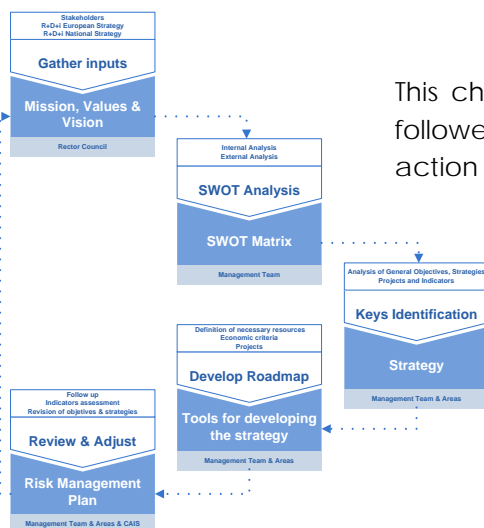 Stakeholders
R+D+i European Strategy
R+D+i National Strategy
Gather inputs
Mission, Values &
Vision
Rector Council
This ch
followe
action
Internal Analysis
External Analysis
SWOT Analysis
SWOT Matrix
Management Team
Analysis of General Objectives, Strategies
Projects and Indicators
Keys Identification
Strategy
Management Team & Areas
Definition of necessary resources
Economic criteria
Projects
Develop Roadmap
Tools for developing
the strategy
Management Team & Areas
Follow up
Indicators assessment
Revision of objetives & strategies
Review & Adjust
Risk Management
Plan
Management Team & Areas & CAIS